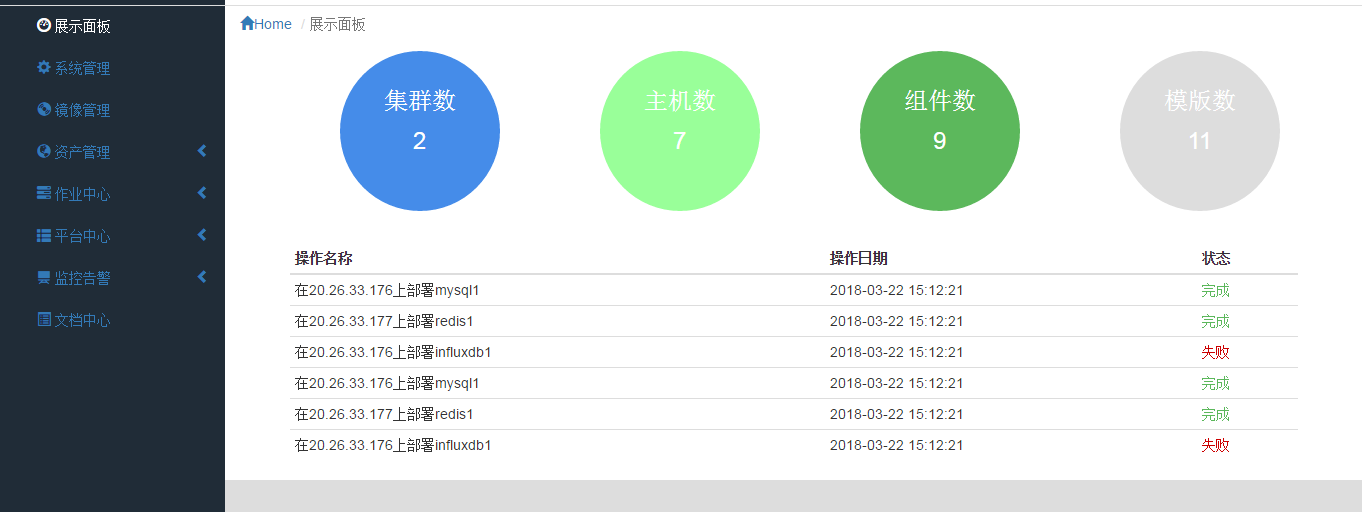 展示面板
系统管理
镜像管理
资产管理
作业中心
平台中心
监控告警
文档中心
Home / 展示面板
集群数
2
主机数
7
组件数
9
模版数
11
操作名称 操作日期 状态
在20.26.33.176上部署mysql1 2018-03-22 15:12:21 完成
在20.26.33.177上部署redis1 2018-03-22 15:12:21 完成
在20.26.33.176上部署influxdb1 2018-03-22 15:12:21 失败
在20.26.33.176上部署mysql1 2018-03-22 15:12:21 完成
在20.26.33.177上部署redis1 2018-03-22 15:12:21 完成
在20.26.33.176上部署influxdb1 2018-03-22 15:12:21 失败